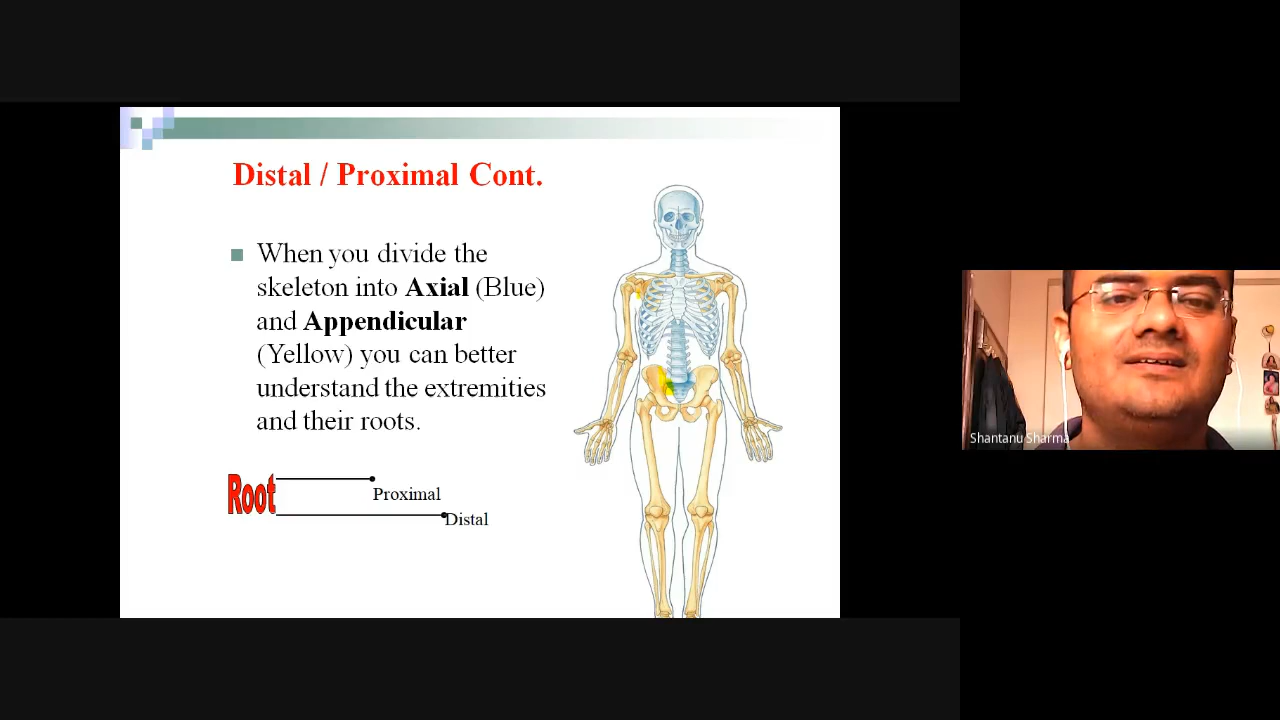 Distal / Proximal Cont.
When you divide the
skeleton into Axial (Blue)
and Appendicular
(Yellow) you can better
understand the extremities
and their roots.
Root
Proximal
Distal
Shantanu Sharma